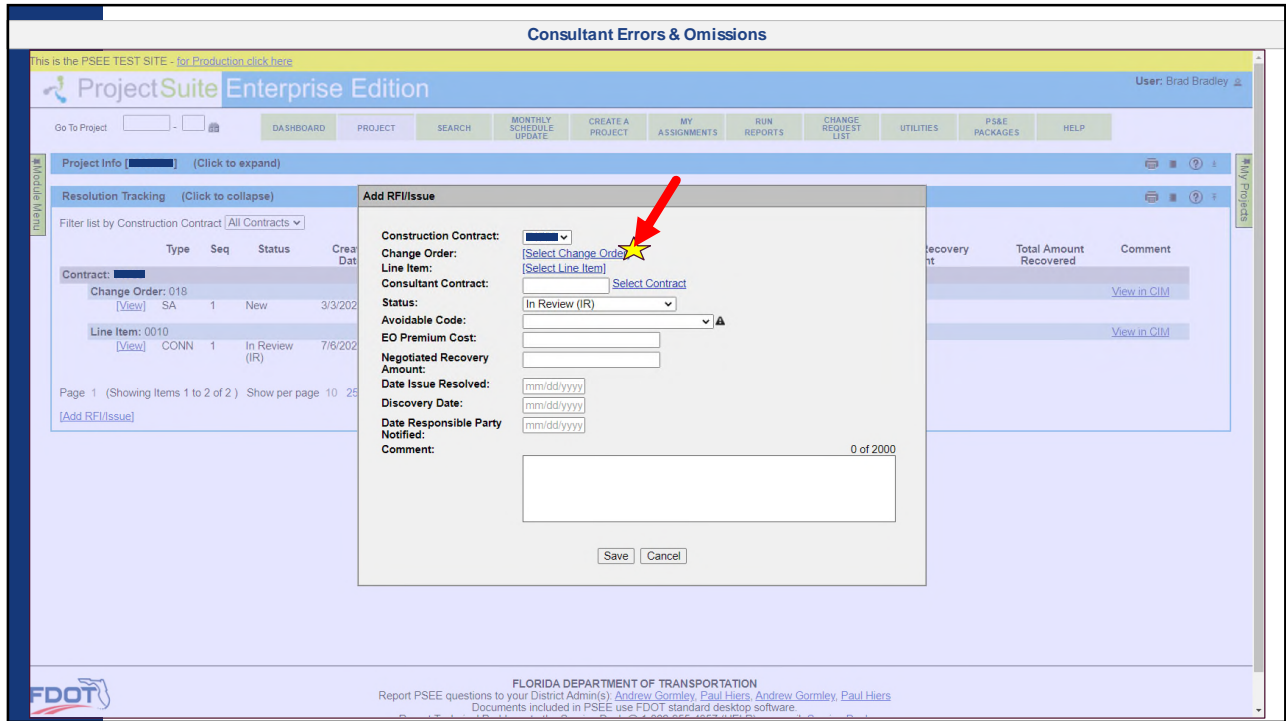 Consultant Errors & Omissions
This is the PSEE TEST SITE - for Production click here
ProjectSuite Enterprise Edition
User: Brad Bradley
Go To Project - DASHBOARD PROJECT SEARCH MONTHLY SCHEDULE UPDATE CREATE A PROJECT MY ASSIGNMENTS RUN REPORTS CHANGE REQUEST LIST UTILITIES PS&E PACKAGES HELP
Module Menu
My Projects
Project Info [ ] (Click to expand)
Resolution Tracking (Click to collapse)
Filter list by Construction Contract All Contracts
Type Seq Status Crea
Dat
ecovery
nt
Total Amount Recovered Comment
Contract:
Change Order: 018 View in CIM
[View] SA 1 New 3/3/202
Line Item: 0010 View in CIM
[View] CONN 1 In Review (IR) 7/6/202
Page 1 (Showing Items 1 to 2 of 2 ) Show per page 10 25
[Add RFI/Issue]
Add RFI/Issue
Construction Contract:
Change Order: [Select Change Orde
Line Item: [Select Line Item]
Consultant Contract: Select Contract
Status: In Review (IR)
Avoidable Code:
EO Premium Cost:
Negotiated Recovery
Amount:
Date Issue Resolved: mm/dd/yyyy
Discovery Date: mm/dd/yyyy
Date Responsible Party mm/dd/yyyy
Notified:
Comment: 0 of 2000
Save Cancel
FDOT
FLORIDA DEPARTMENT OF TRANSPORTATION
Report PSEE questions to your District Admin(s): Andrew Gormley, Paul Hiers, Andrew Gormley, Paul Hiers
Documents included in PSEE use FDOT standard desktop software.